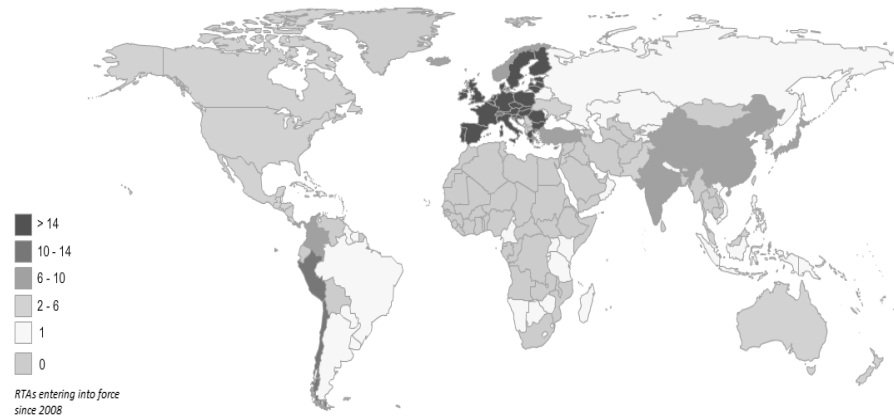 > 14
10 - 14
6 - 10
2 - 6
1
0
RTAs entering into force
since 2008